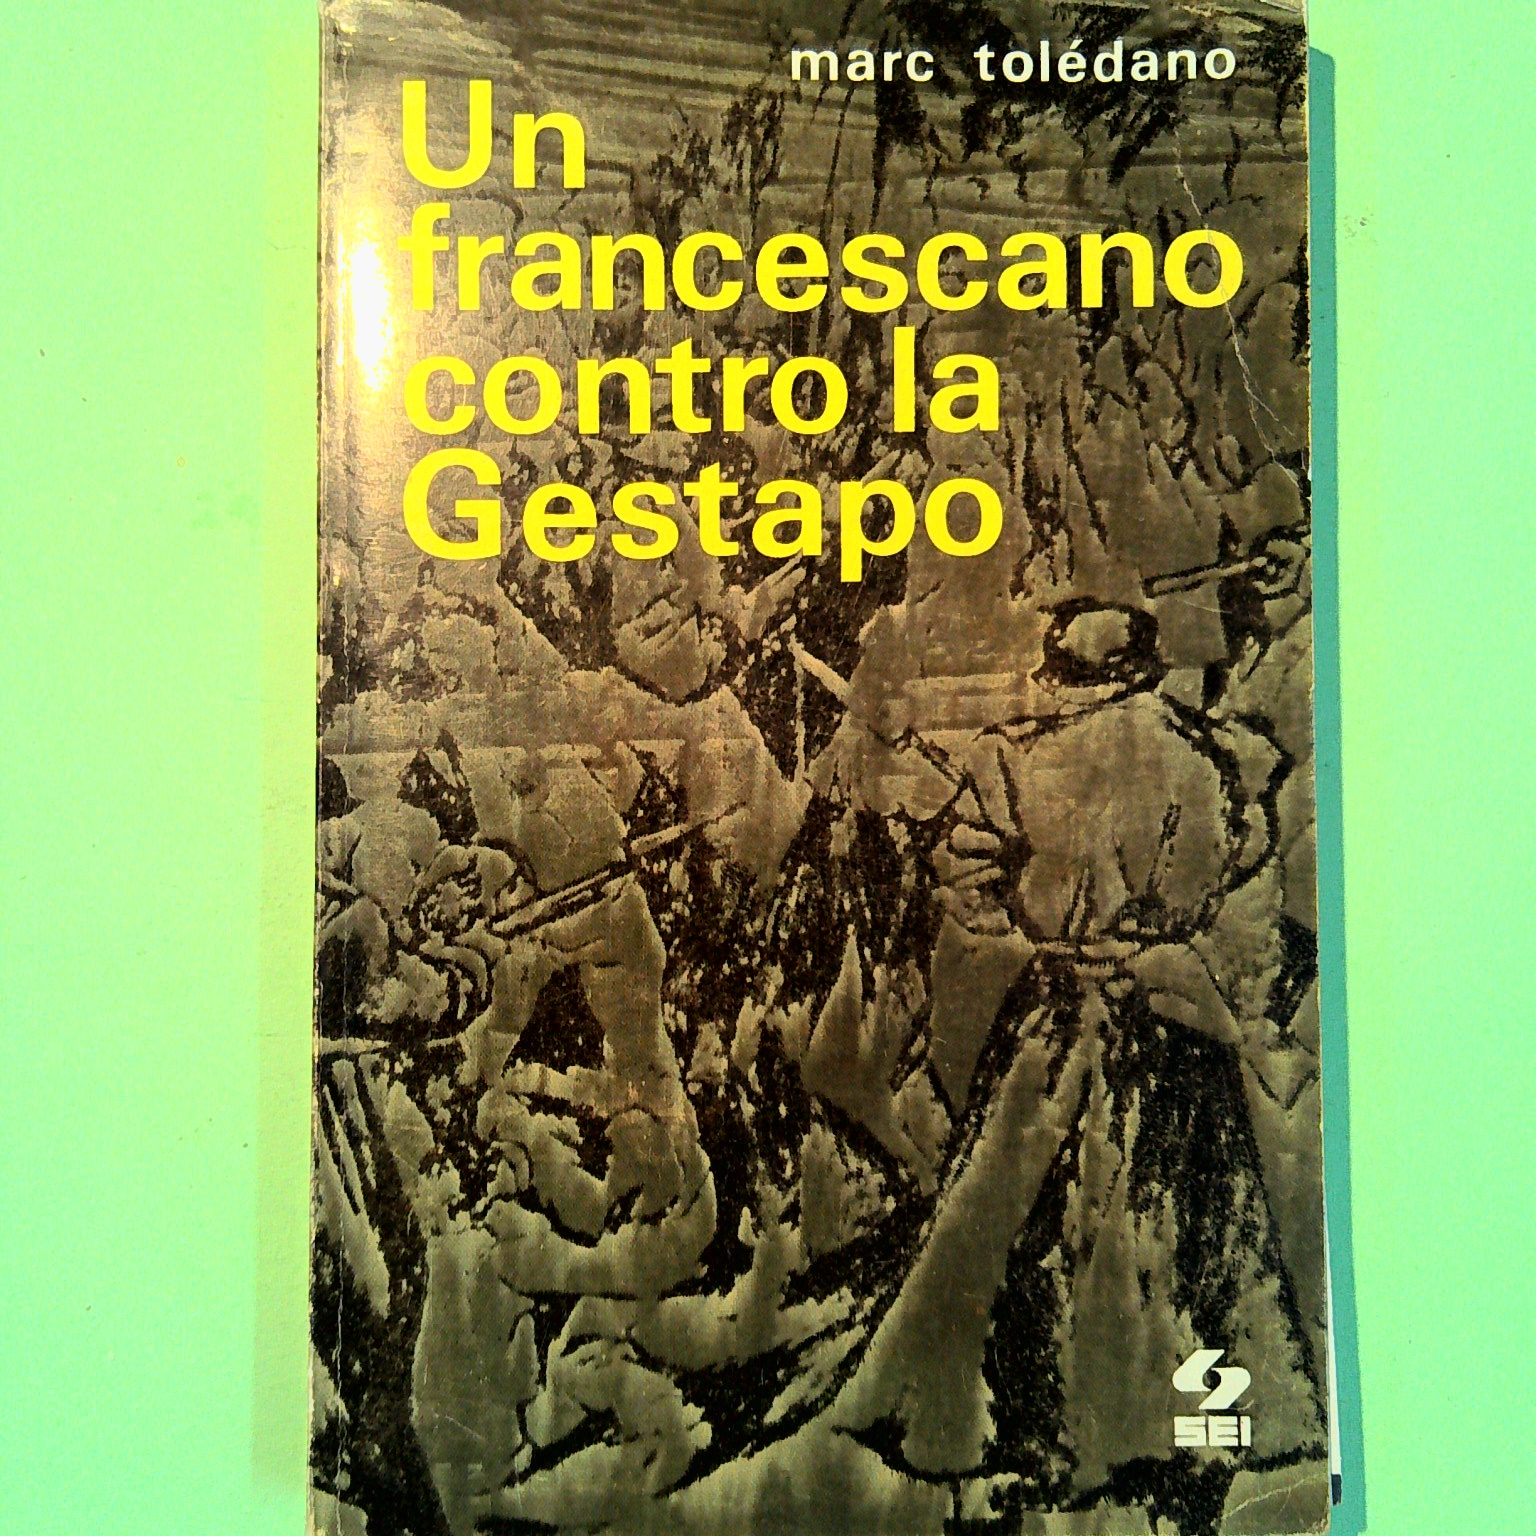 marc tolédano
Un
francescano
contro la
Gestapo
SEI